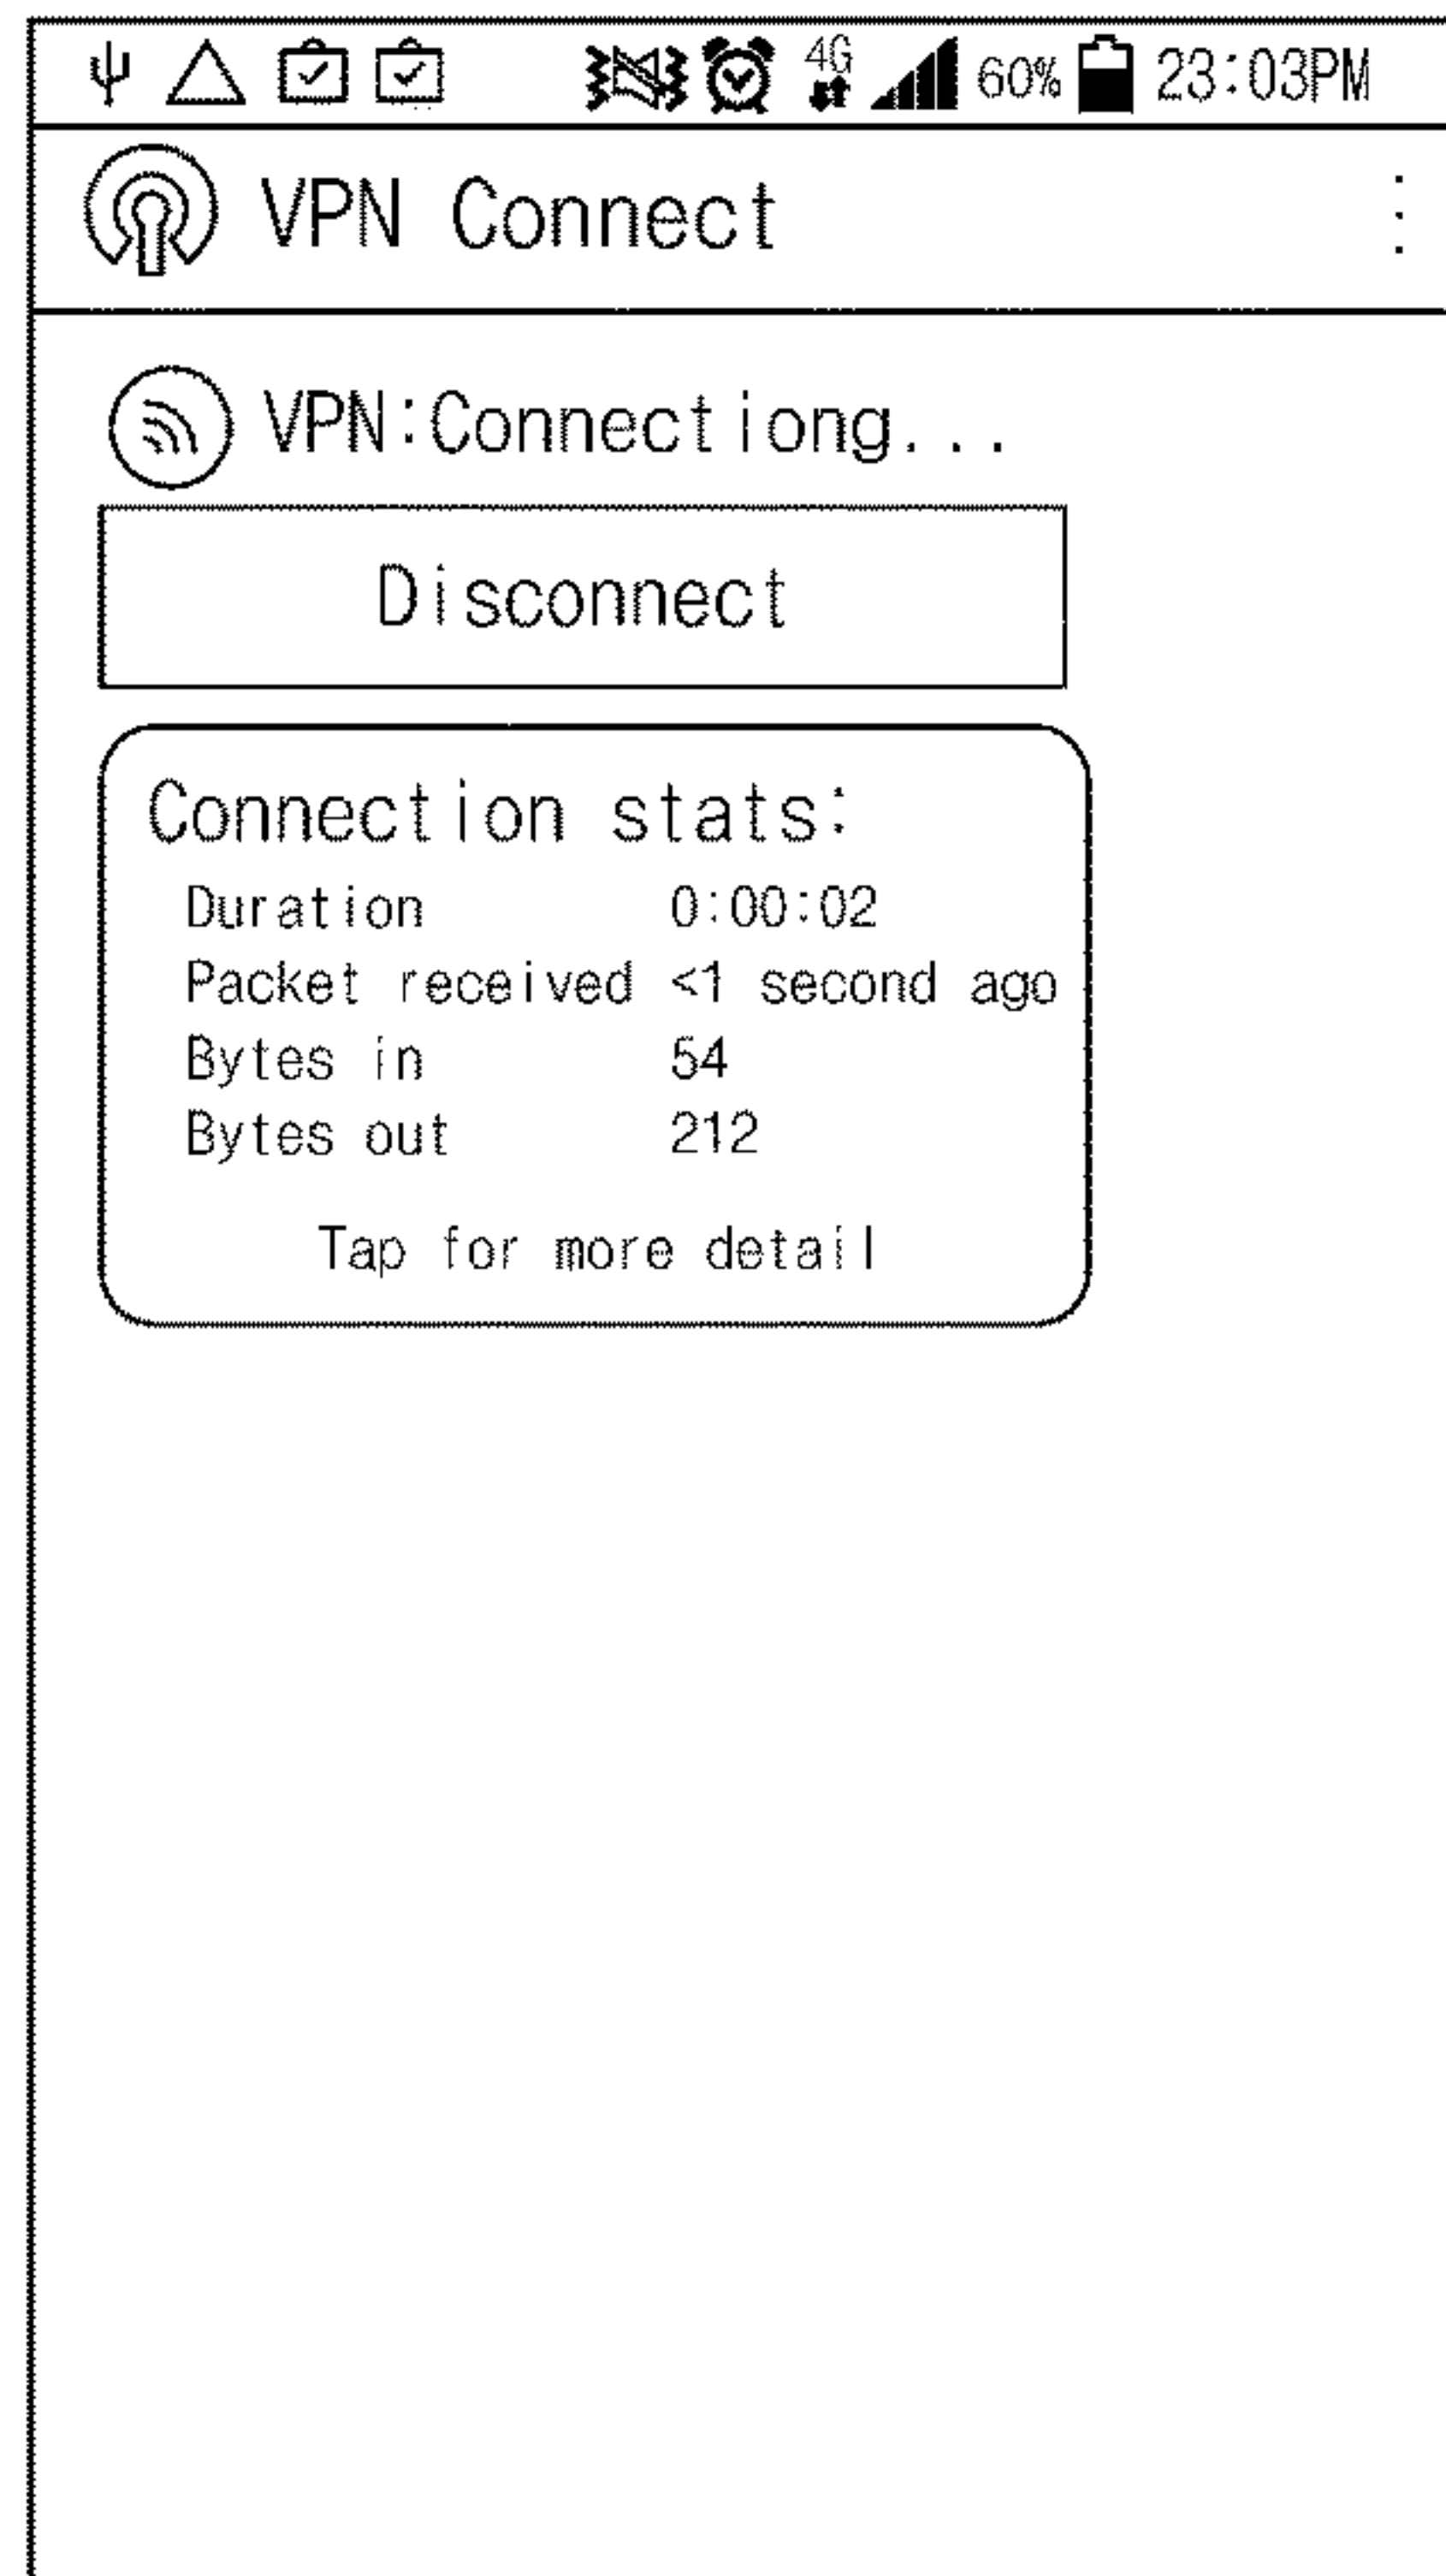 4G 60% 23:03PM
VPN Connect
VPN:Connectiong...
Disconnect
Connection stats:
Duration 0:00:02
Packet received <1 second ago
Bytes in 54
Bytes out 212
Tap for more detail